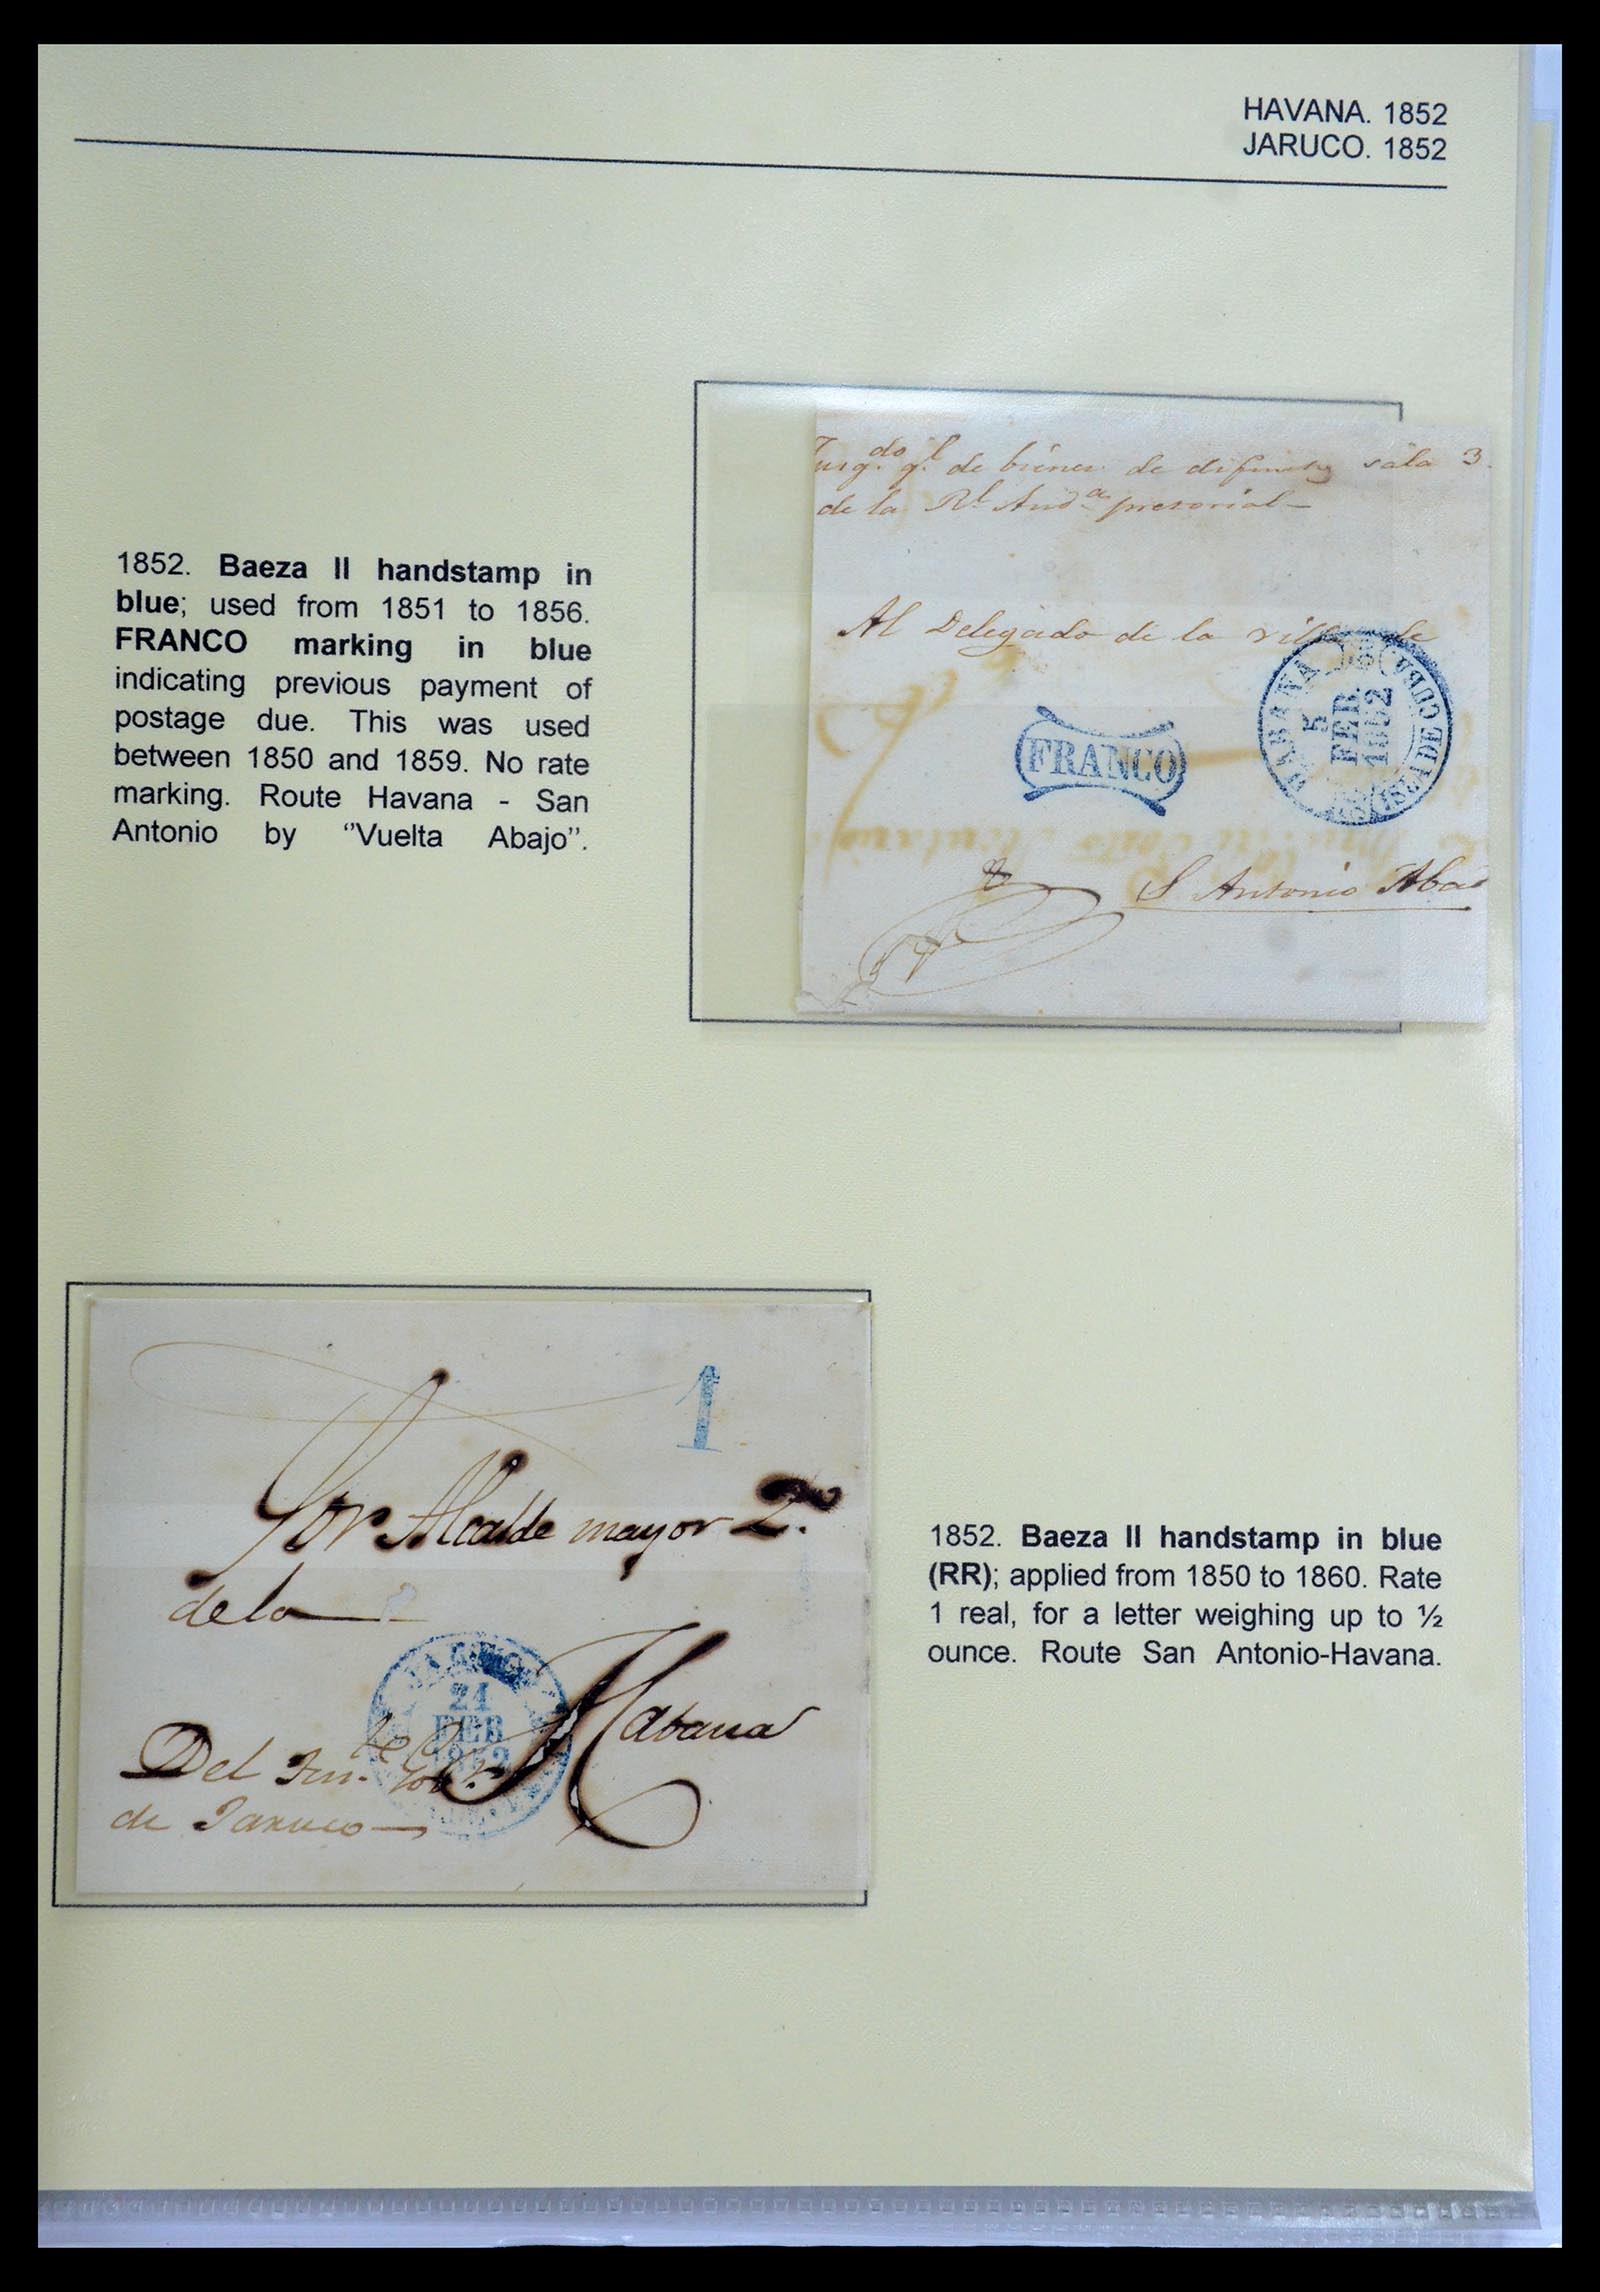 HAVANA. 1852
JARUCO. 1852
de la Rl Auda pretorial
Al Delegado de la villa de
HABANA
5
FEB.
1852
ISLA DE CUBA
FRANCO
S Antonio Aba
1852. Baeza II handstamp in
blue; used from 1851 to 1856.
FRANCO marking in blue
indicating previous payment of
postage due. This was used
between 1850 and 1859. No rate
marking. Route Havana - San
Antonio by ‘‘Vuelta Abajo’’.
1
Sor Alcalde mayor 2.o
de la
Habana
24
FEB
1852
Del
de Jaruco
1852. Baeza II handstamp in blue
(RR); applied from 1850 to 1860. Rate
1 real, for a letter weighing up to ½
ounce. Route San Antonio-Havana.